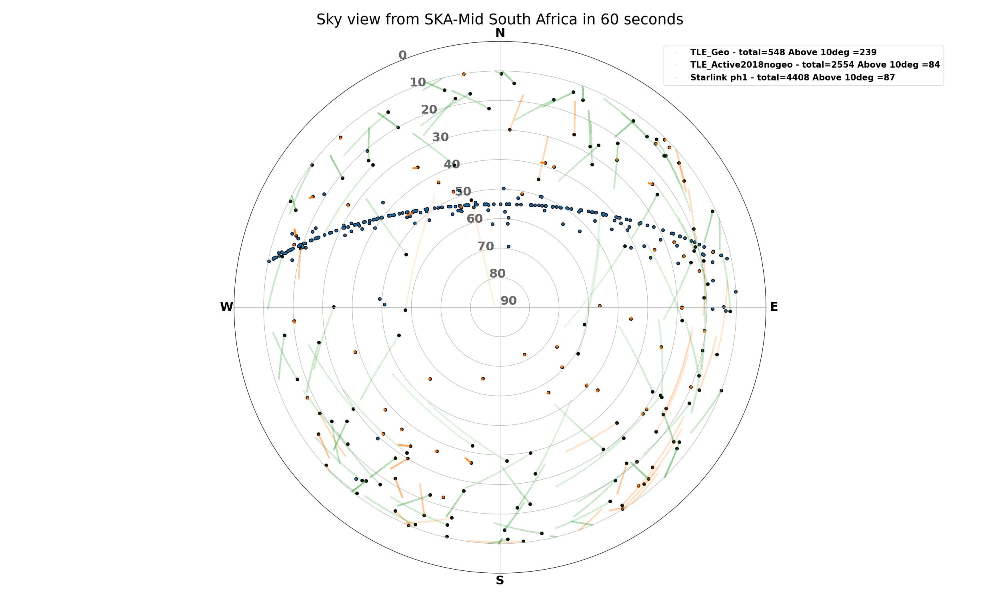 Sky view from SKA-Mid South Africa in 60 seconds
N
TLE_Geo - total=548 Above 10deg =239
TLE_Active2018nogeo - total=2554 Above 10deg =84
Starlink ph1 - total=4408 Above 10deg =87
0
10
20
30
40
50
60
70
80
90
W
E
S